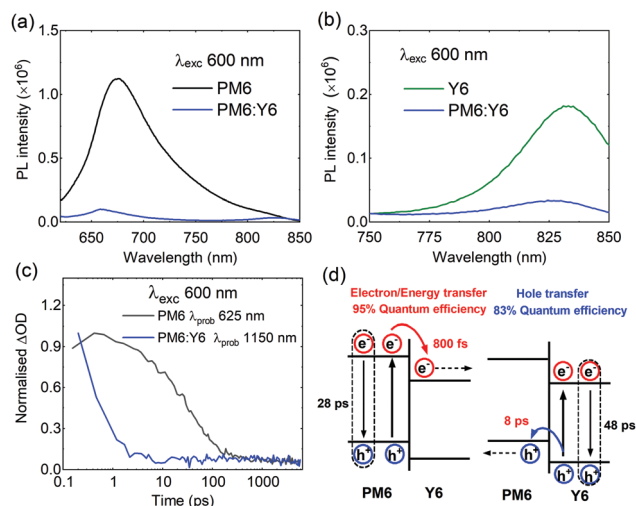 (a)
λexc 600 nm
PM6
PM6:Y6
PL intensity (×10⁶)
1.5
1.0
0.5
0.0
650 700 750 800 850
Wavelength (nm)
(b)
λexc 600 nm
Y6
PM6:Y6
PL intensity (×10⁶)
0.3
0.2
0.1
0.0
750 775 800 825 850
Wavelength (nm)
(c)
λexc 600 nm
PM6 λprob 625 nm
PM6:Y6 λprob 1150 nm
Normalised ΔOD
1.2
0.9
0.6
0.3
0.0
0.1 1 10 100 1000
Time (ps)
(d)
Electron/Energy transfer
95% Quantum efficiency
Hole transfer
83% Quantum efficiency
e⁻ e⁻
800 fs
e⁻
28 ps
h⁺ h⁺
PM6 Y6
e⁻ e⁻
8 ps
48 ps
h⁺
h⁺ h⁺
PM6 Y6